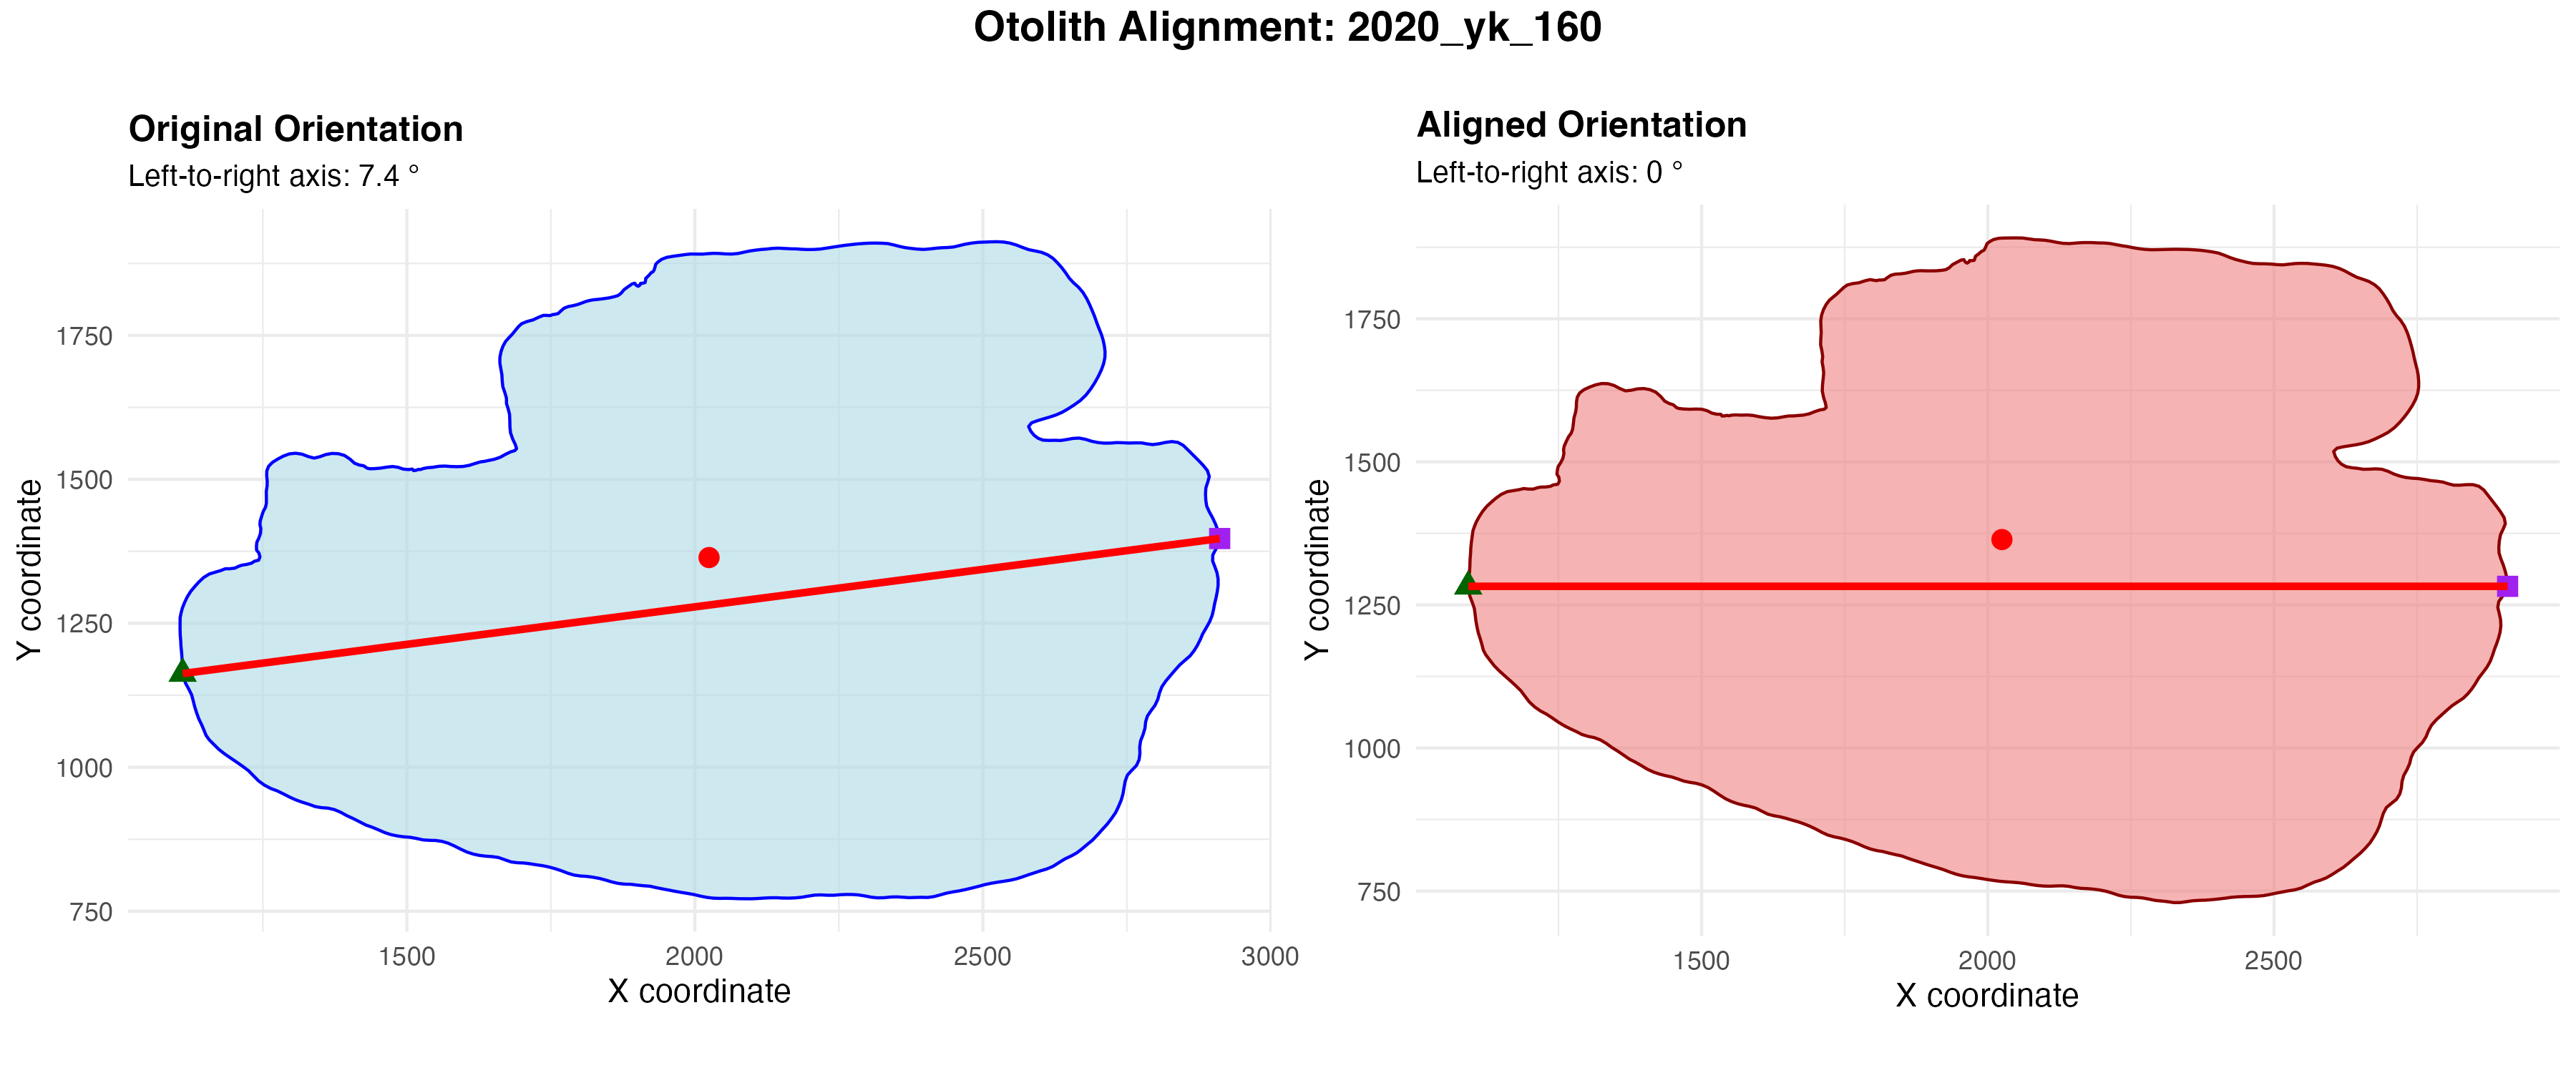 Otolith Alignment: 2020_yk_160
Original Orientation
Left-to-right axis: 7.4 °
Y coordinate
1750
1500
1250
1000
750
1500
2000
2500
3000
X coordinate
Aligned Orientation
Left-to-right axis: 0 °
Y coordinate
1750
1500
1250
1000
750
1500
2000
2500
X coordinate